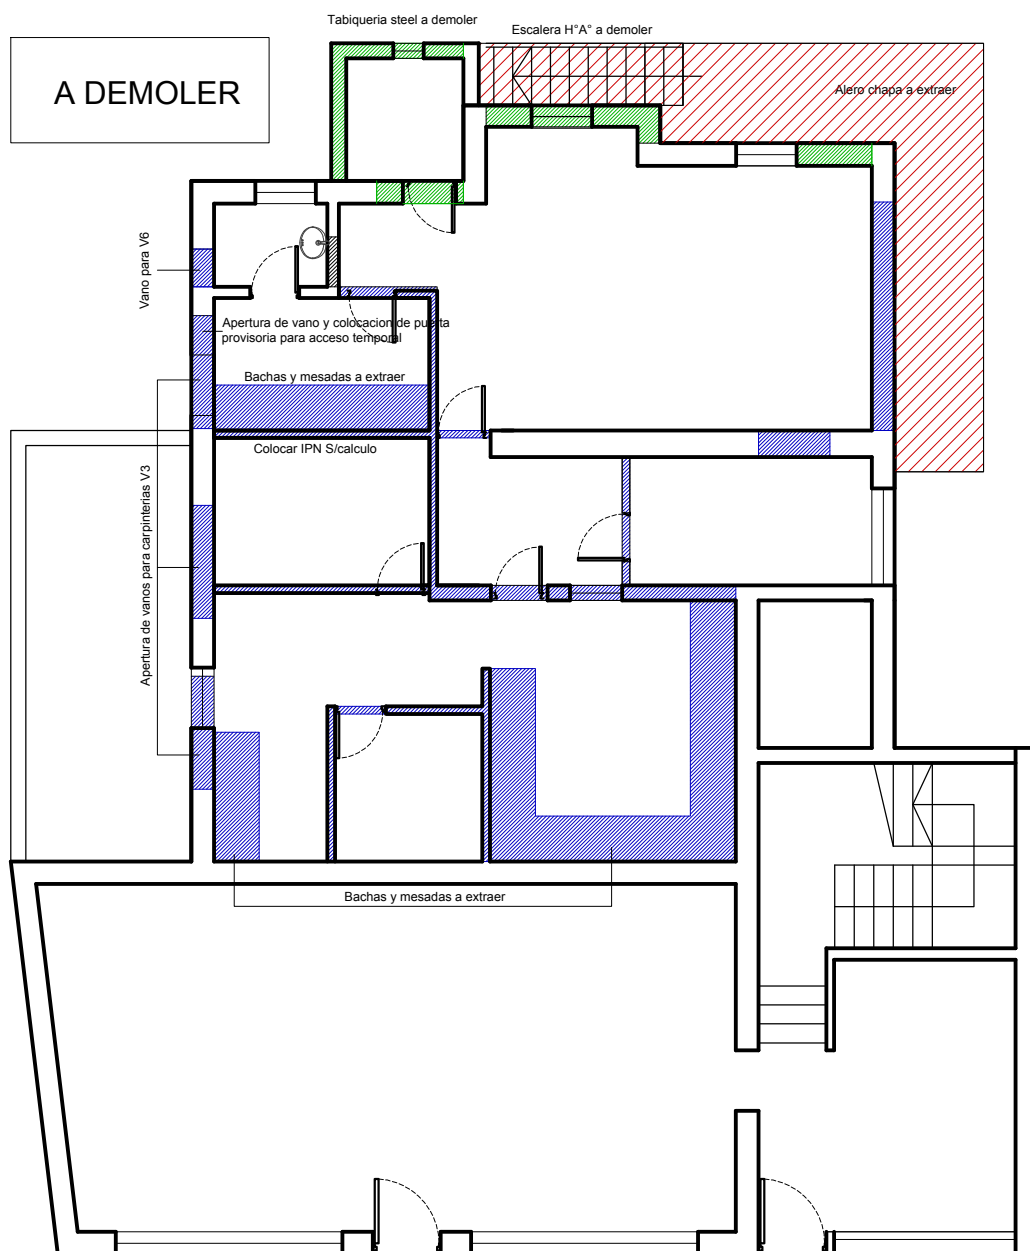 Tabiqueria steel a demoler
Escalera H°A° a demoler
A DEMOLER
Alero chapa a extraer
Vano para V6
Apertura de vano y colocacion de puerta
provisoria para acceso temporal
Bachas y mesadas a extraer
Colocar IPN S/calculo
Apertura de vanos para carpinterias V3
Bachas y mesadas a extraer